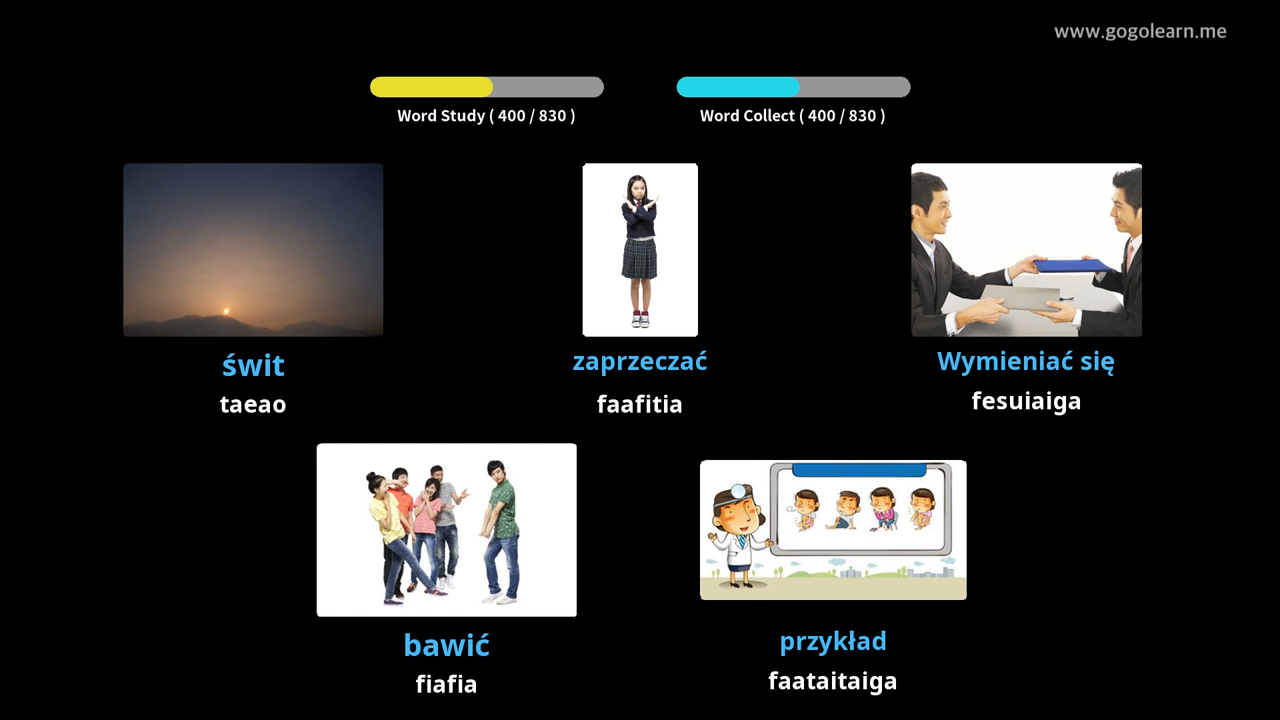 www.gogolearn.me
Word Study ( 400 / 830 )
Word Collect ( 400 / 830 )
świt
taeao
zaprzeczać
faafitia
Wymieniać się
fesuiaiga
bawić
fiafia
przykład
faataitaiga